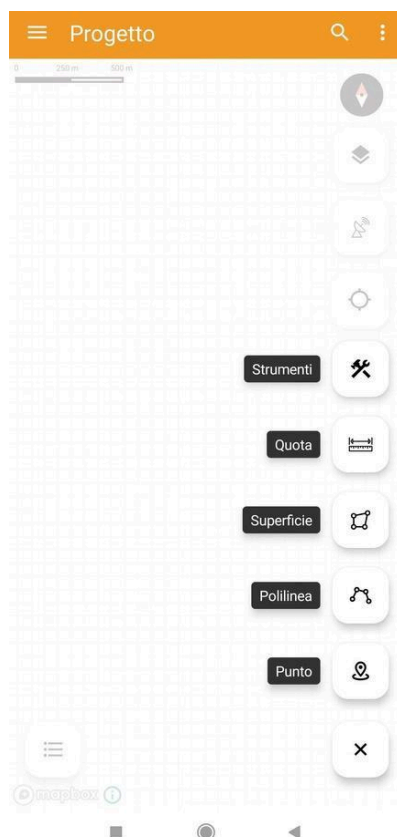 Progetto
0 250 m 500 m
Strumenti
Quota
Superficie
Polilinea
Punto
mapbox